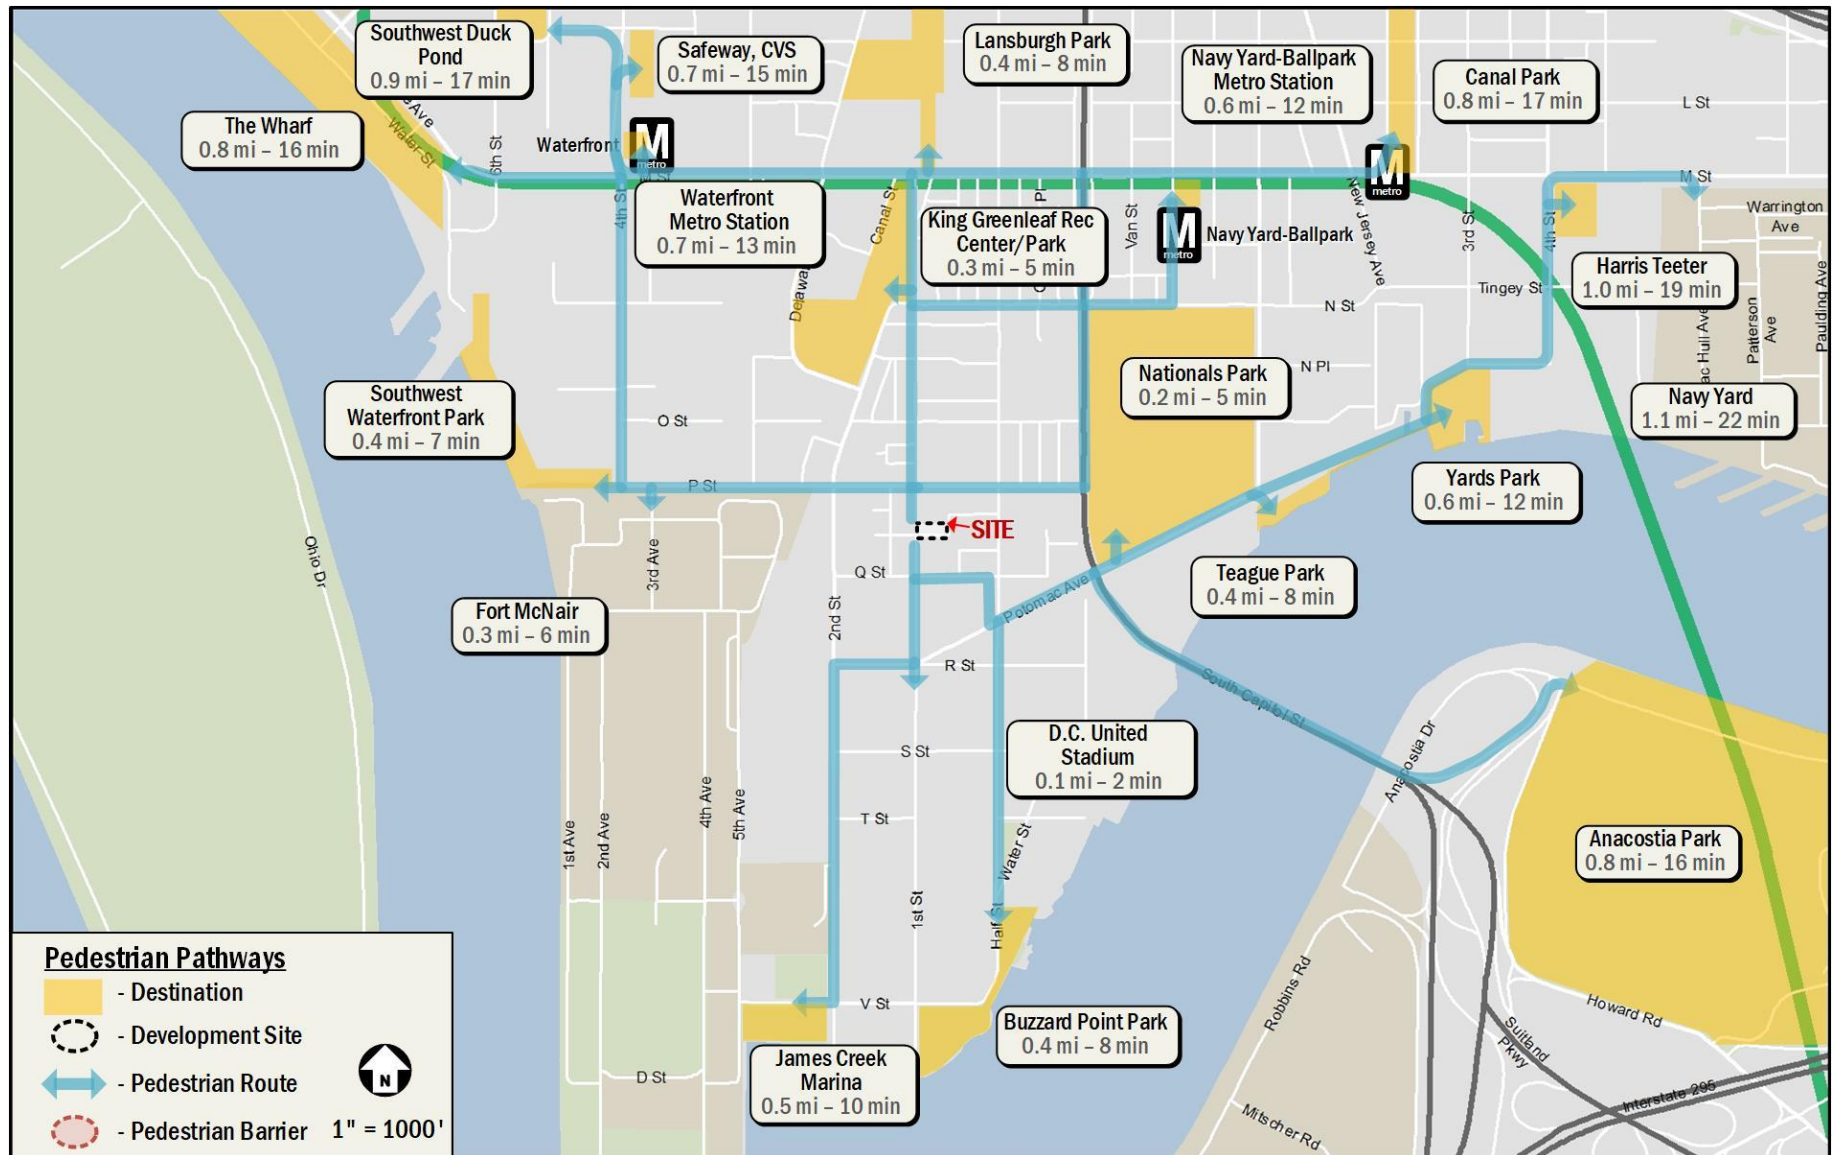 Southwest Duck
Pond
0.9 mi – 17 min
Safeway, CVS
0.7 mi – 15 min
Lansburgh Park
0.4 mi – 8 min
Navy Yard-Ballpark
Metro Station
0.6 mi – 12 min
Canal Park
0.8 mi – 17 min
L St
The Wharf
0.8 mi – 16 min
Water St
6th St
Waterfront
M
metro
M
metro
M St
Waterfront
Metro Station
0.7 mi – 13 min
4th St
Canal St
King Greenleaf Rec
Center/Park
0.3 mi – 5 min
Pl
Van St
M
metro
Navy Yard-Ballpark
New Jersey Ave
3rd St
4th St
Warrington
Ave
Harris Teeter
1.0 mi – 19 min
Tingey St
N St
Patterson
Ave
Paulding Ave
N Pl
Nationals Park
0.2 mi – 5 min
Navy Yard
1.1 mi – 22 min
Southwest
Waterfront Park
0.4 mi – 7 min
O St
P St
Yards Park
0.6 mi – 12 min
SITE
Ohio Dr
3rd Ave
Q St
2nd St
Potomac Ave
Teague Park
0.4 mi – 8 min
Fort McNair
0.3 mi – 6 min
R St
South Capitol St
S St
D.C. United
Stadium
0.1 mi – 2 min
Anacostia Dr
1st Ave
2nd Ave
4th Ave
5th Ave
T St
Water St
Anacostia Park
0.8 mi – 16 min
1st St
Half St
V St
Buzzard Point Park
0.4 mi – 8 min
Robbins Rd
Howard Rd
Suitland
Pkwy
James Creek
Marina
0.5 mi – 10 min
D St
Interstate 295
Mitscher Rd
Pedestrian Pathways
- Destination
- Development Site
- Pedestrian Route
- Pedestrian Barrier
N
1" = 1000'